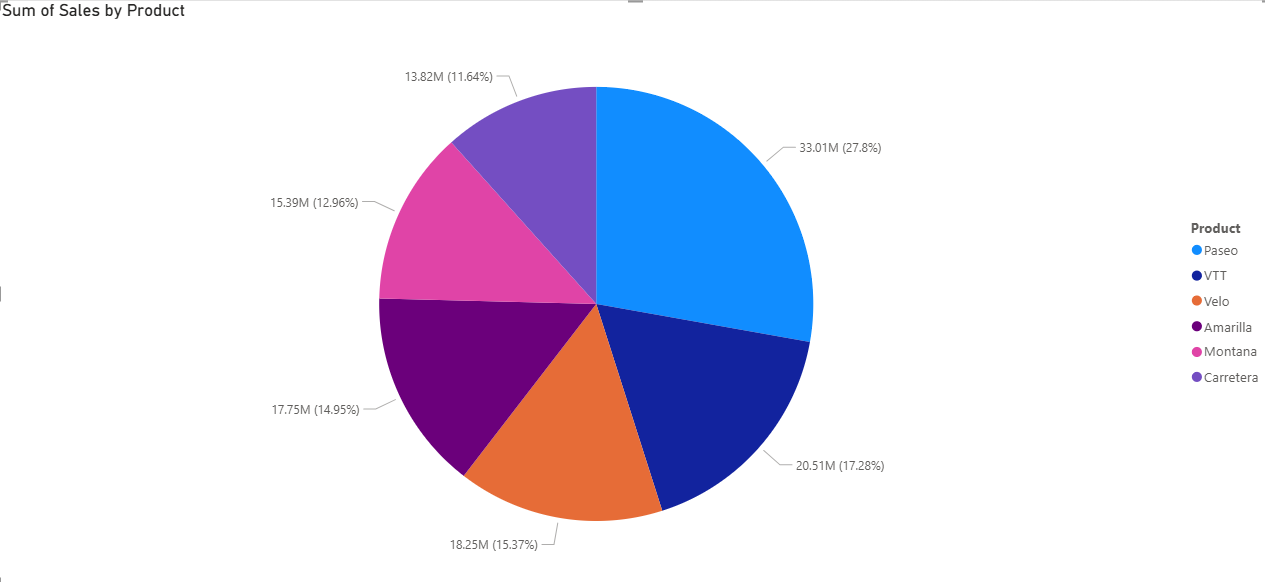 Sum of Sales by Product
13.82M (11.64%)
33.01M (27.8%)
15.39M (12.96%)
17.75M (14.95%)
20.51M (17.28%)
18.25M (15.37%)
Product
Paseo
VTT
Velo
Amarilla
Montana
Carretera